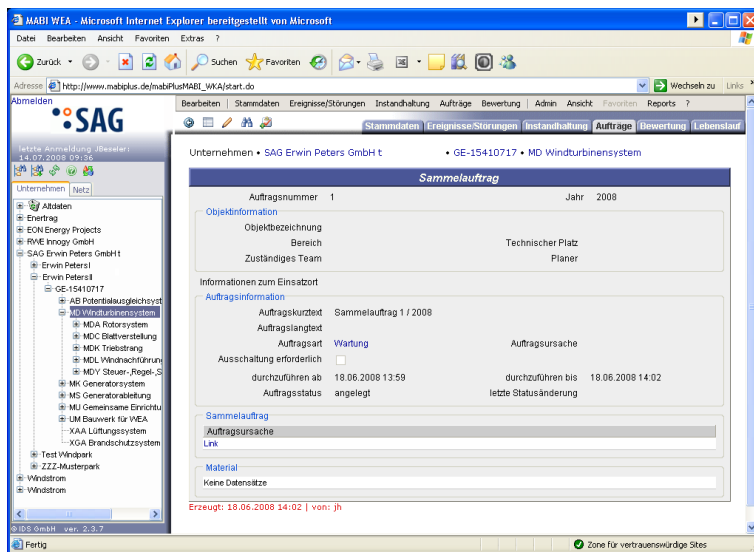 MABI WEA - Microsoft Internet Explorer bereitgestellt von Microsoft
Datei Bearbeiten Ansicht Favoriten Extras ?
Zurück Suchen Favoriten
Adresse http://www.mabiplus.de/mabiPlusMABI_WKA/start.do Wechseln zu Links »
Abmelden
Bearbeiten | Stammdaten Ereignisse/Störungen Instandhaltung Aufträge Bewertung | Admin Ansicht Favoriten Reports ?
SAG
Stammdaten Ereignisse/Störungen Instandhaltung Aufträge Bewertung Lebenslauf
letzte Anmeldung JBeseler:
14.07.2008 09:36
Unternehmen Netz
Altdaten
Enertrag
EON Energy Projects
RWE Innogy GmbH
SAG Erwin Peters GmbH t
Erwin Peters I
Erwin Peters II
GE-15410717
AB Potentialausgleichsyst
MD Windturbinensystem
MDA Rotorsystem
MDC Blattverstellung
MDK Triebstrang
MDL Windnachführung
MDY Steuer-,Regel-,S
MK Generatorsystem
MS Generatorableitung
MU Gemeinsame Einrichtu
UM Bauwerk für WEA
XAA Lüftungssystem
XGA Brandschutzsystem
Test Windpark
ZZZ-Musterpark
Windstrom
Windstrom
© IDS GmbH ver. 2.3.7
Unternehmen • SAG Erwin Peters GmbH t • GE-15410717 • MD Windturbinensystem
Sammelauftrag
Auftragsnummer 1 Jahr 2008
Objektinformation
Objektbezeichnung
Bereich Technischer Platz
Zuständiges Team Planer
Informationen zum Einsatzort
Auftragsinformation
Auftragskurztext Sammelauftrag 1 / 2008
Auftragslangtext
Auftragsart Wartung Auftragsursache
Ausschaltung erforderlich
durchzuführen ab 18.06.2008 13:59 durchzuführen bis 18.06.2008 14:02
Auftragsstatus angelegt letzte Statusänderung
Sammelauftrag
Auftragsursache
Link
Material
Keine Datensätze
Erzeugt: 18.06.2008 14:02 | von: jh
Fertig Zone für vertrauenswürdige Sites